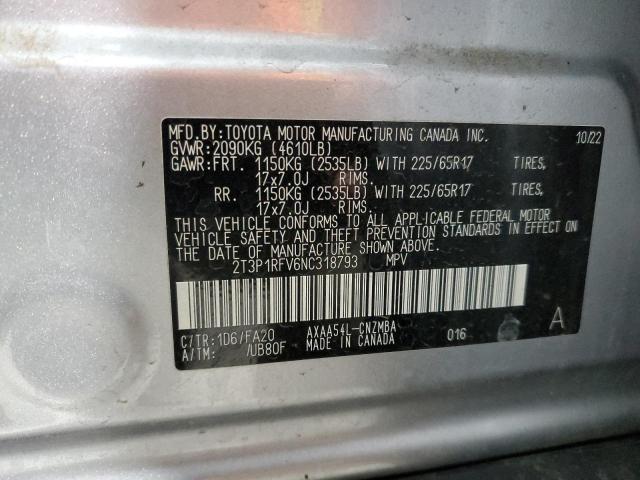 MFD.BY:TOYOTA MOTOR MANUFACTURING CANADA INC. 10/22
GVWR:2090KG (4610LB)
GAWR:FRT. 1150KG (2535LB) WITH 225/65R17 TIRES,
17x7.0J RIMS.
RR. 1150KG (2535LB) WITH 225/65R17 TIRES,
17x7.0J RIMS.
THIS VEHICLE CONFORMS TO ALL APPLICABLE FEDERAL MOTOR
VEHICLE SAFETY AND THEFT PREVENTION STANDARDS IN EFFECT ON
THE DATE OF MANUFACTURE SHOWN ABOVE.
2T3P1RFV6NC318793 MPV
C/TR:1D6/FA20 AXAA54L-CNZMBA 016 A
A/TM: /UB80F MADE IN CANADA